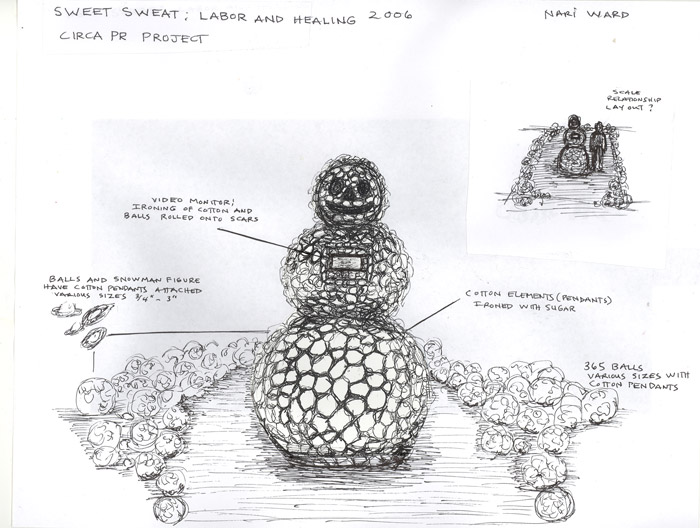 SWEET SWEAT; LABOR AND HEALING 2006
NARI WARD
CIRCA PR PROJECT
SCALE
RELATIONSHIP
LAY OUT?
VIDEO MONITOR;
IRONING OF COTTON AND
BALLS ROLLED ONTO SCARS
BALLS AND SNOWMAN FIGURE
HAVE COTTON PENDANTS ATTACHED
VARIOUS SIZES 3/4" - 3"
COTTON ELEMENTS (PENDANTS)
IRONED WITH SUGAR
365 BALLS
VARIOUS SIZES WITH
COTTON PENDANTS